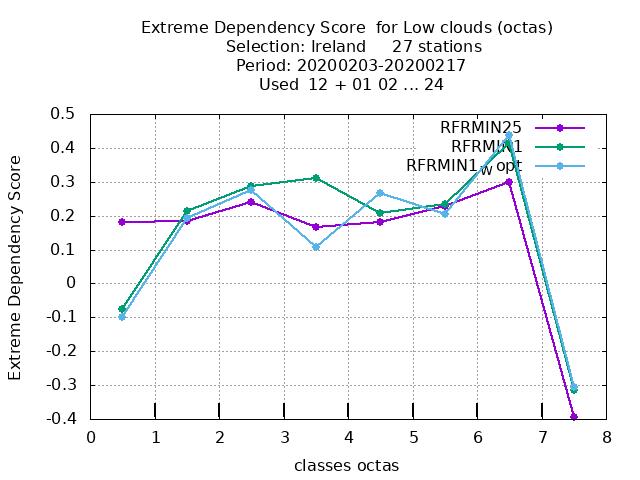 Extreme Dependency Score  for Low clouds (octas)
Selection: Ireland     27 stations
Period: 20200203-20200217
Used  12 + 01 02 ... 24
RFRMIN25
RFRMIN1
RFRMIN1_w opt
Extreme Dependency Score
0.5
0.4
0.3
0.2
0.1
0
-0.1
-0.2
-0.3
-0.4
0 1 2 3 4 5 6 7 8
classes octas